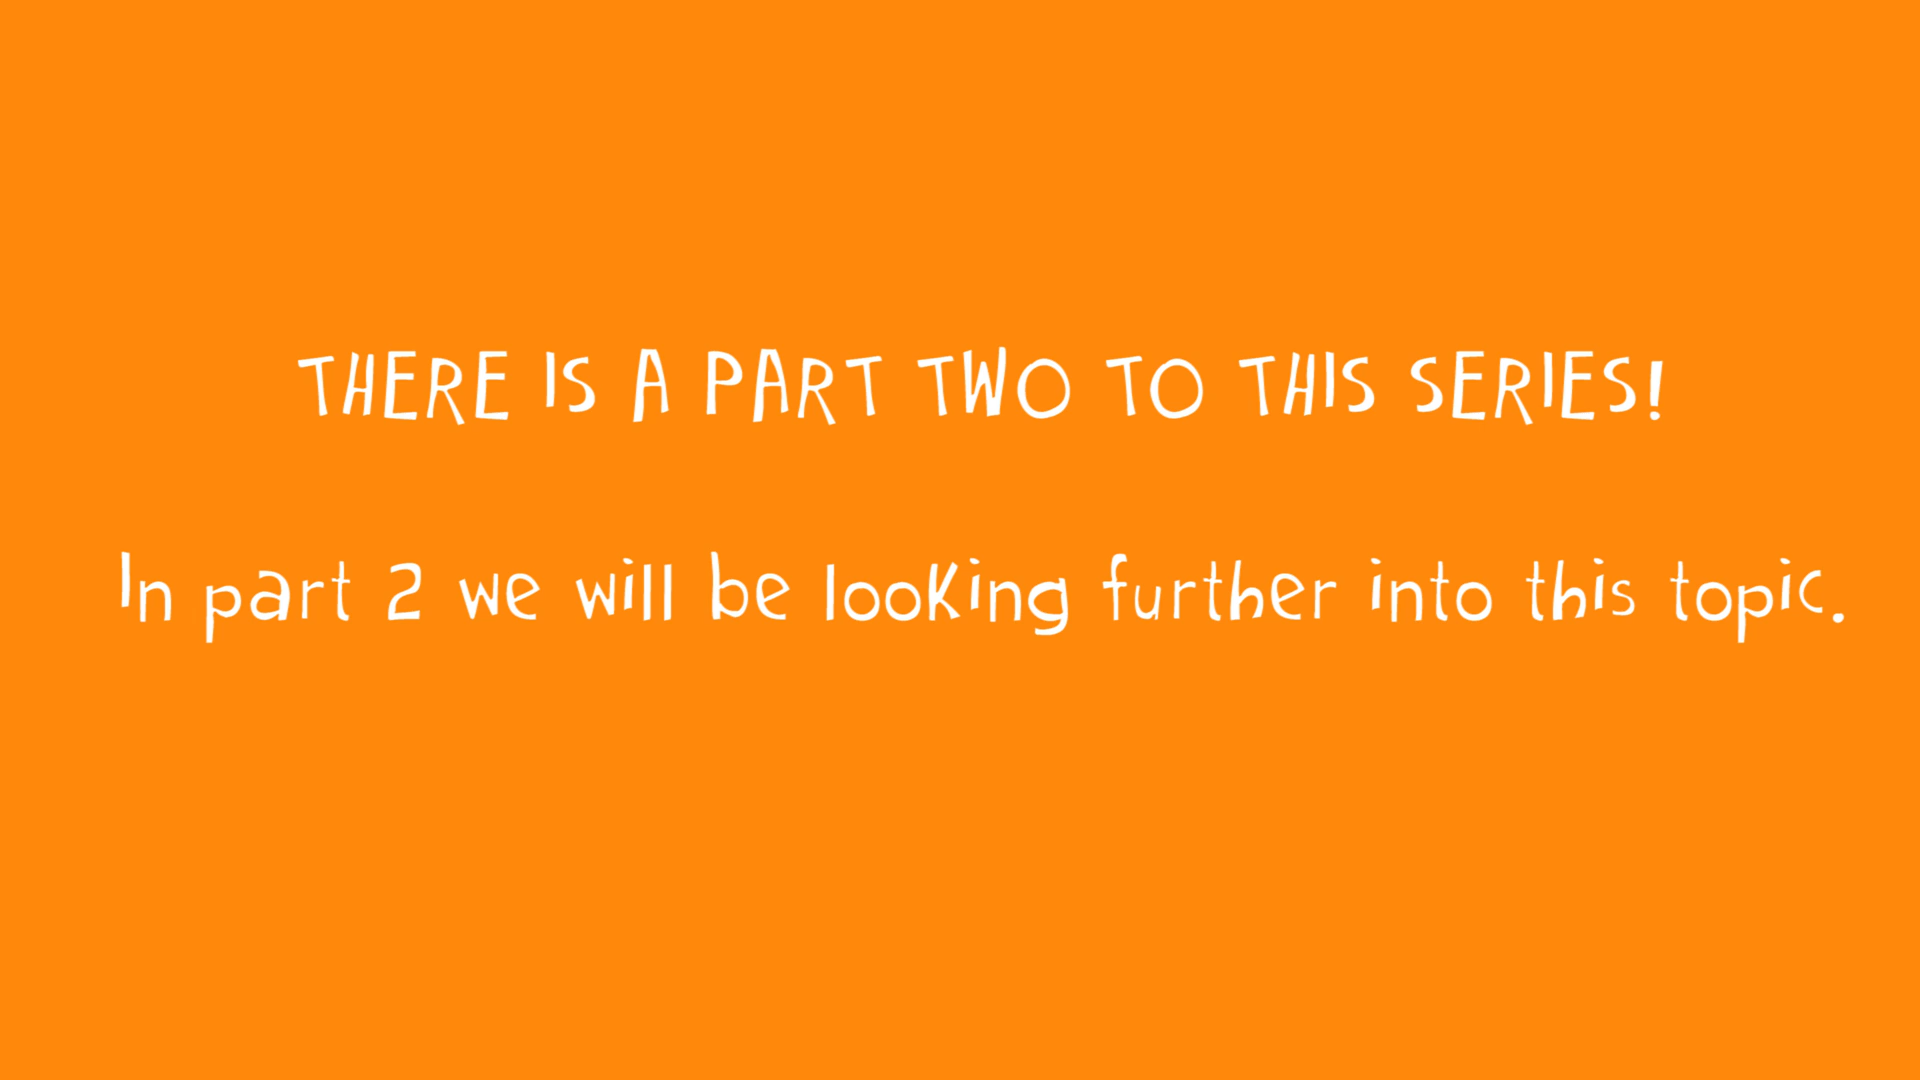 THERE IS A PART TWO TO THIS SERIES!
In part 2 we will be looking further into this topic.